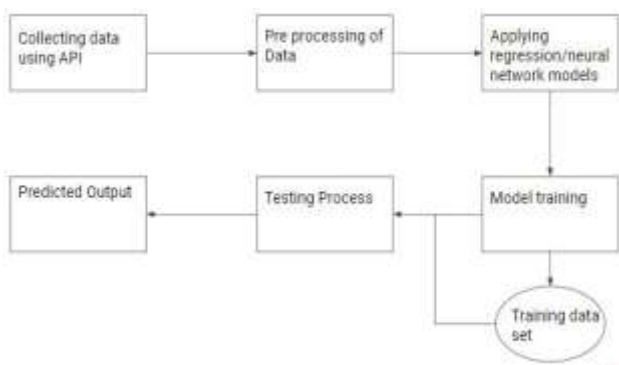 Collecting data
using API
Pre processing of
Data
Applying
regression/neural
network models
Predicted Output
Testing Process
Model training
Training data
set